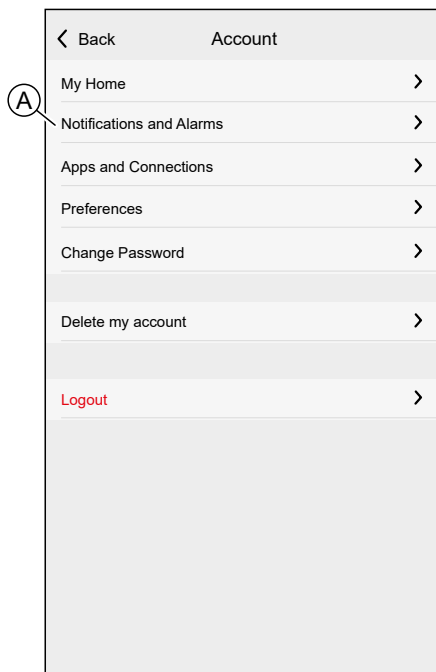 Back Account
My Home
A
Notifications and Alarms
Apps and Connections
Preferences
Change Password
Delete my account
Logout